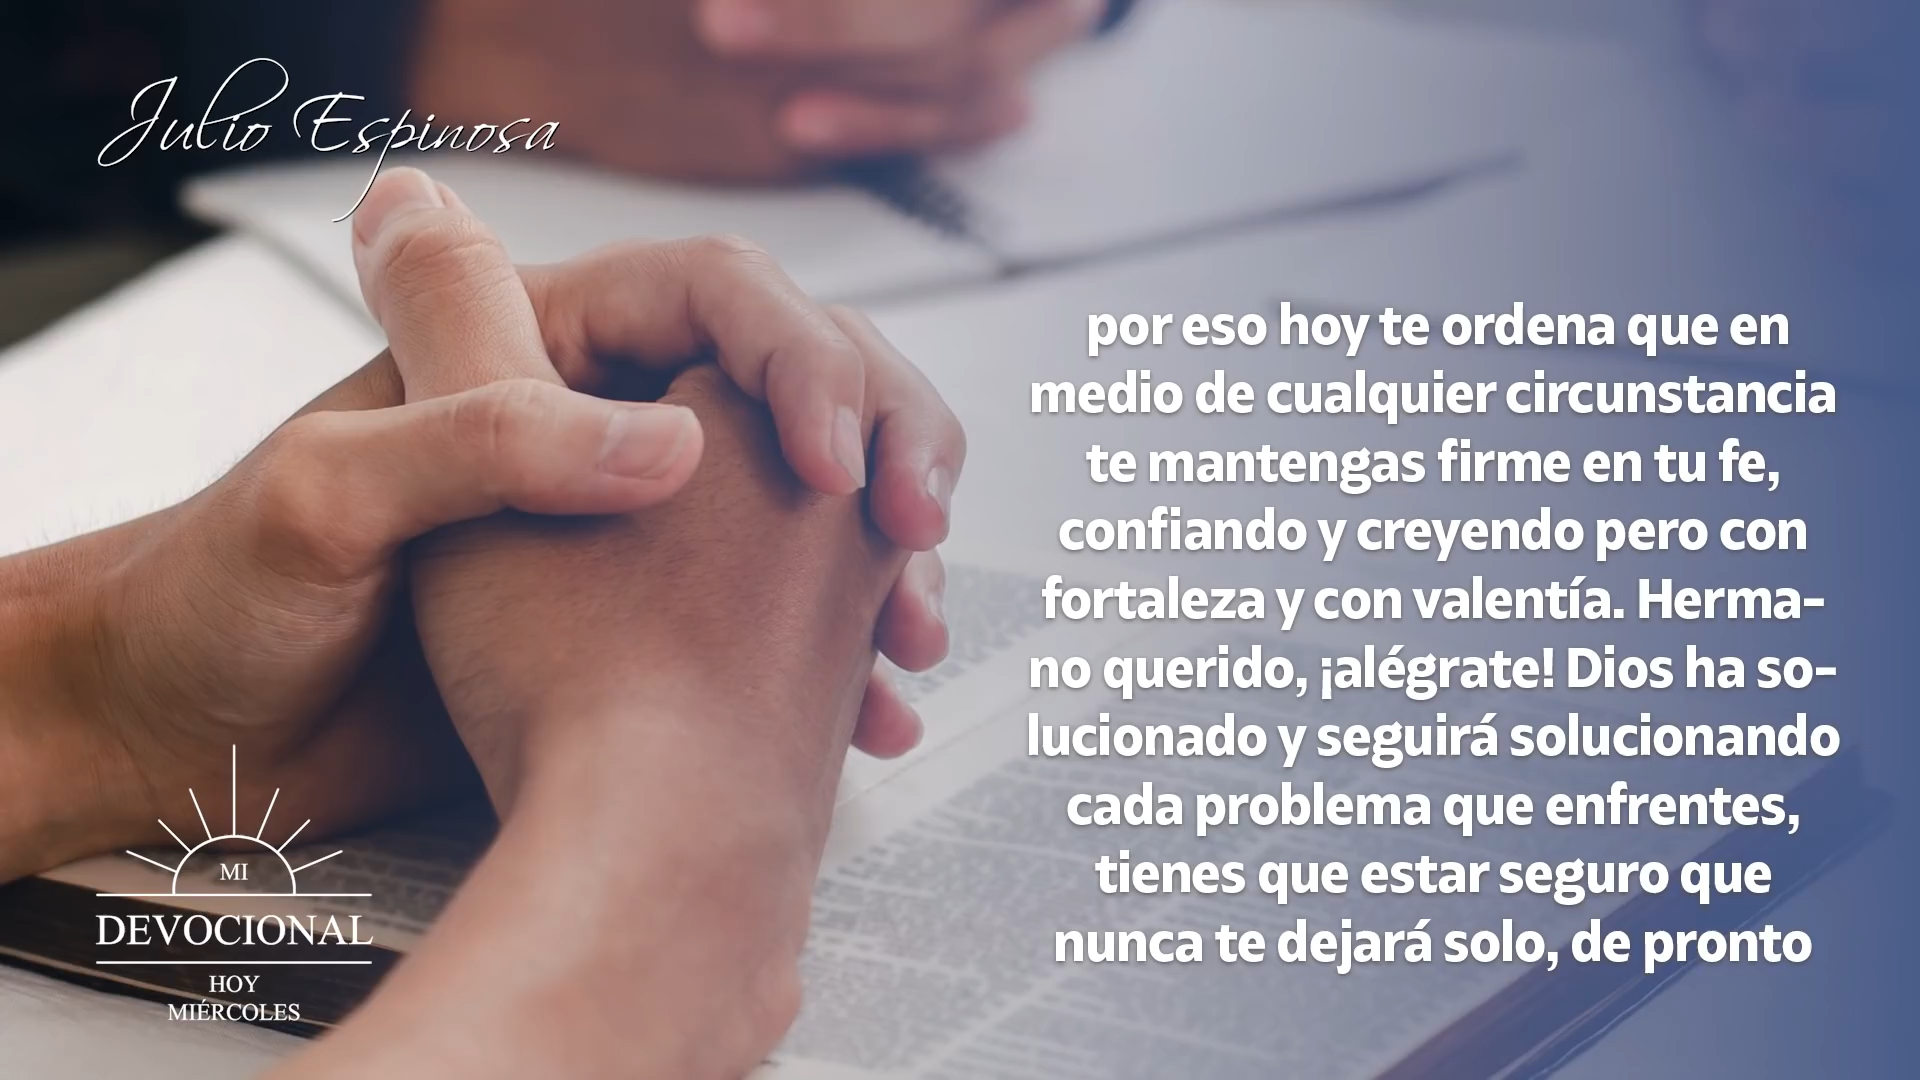 Julio Espinosa
por eso hoy te ordena que en
medio de cualquier circunstancia
te mantengas firme en tu fe,
confiando y creyendo pero con
fortaleza y con valentía. Herma-
no querido, ¡alégrate! Dios ha so-
lucionado y seguirá solucionando
cada problema que enfrentes,
tienes que estar seguro que
nunca te dejará solo, de pronto
MI
DEVOCIONAL
HOY
MIÉRCOLES